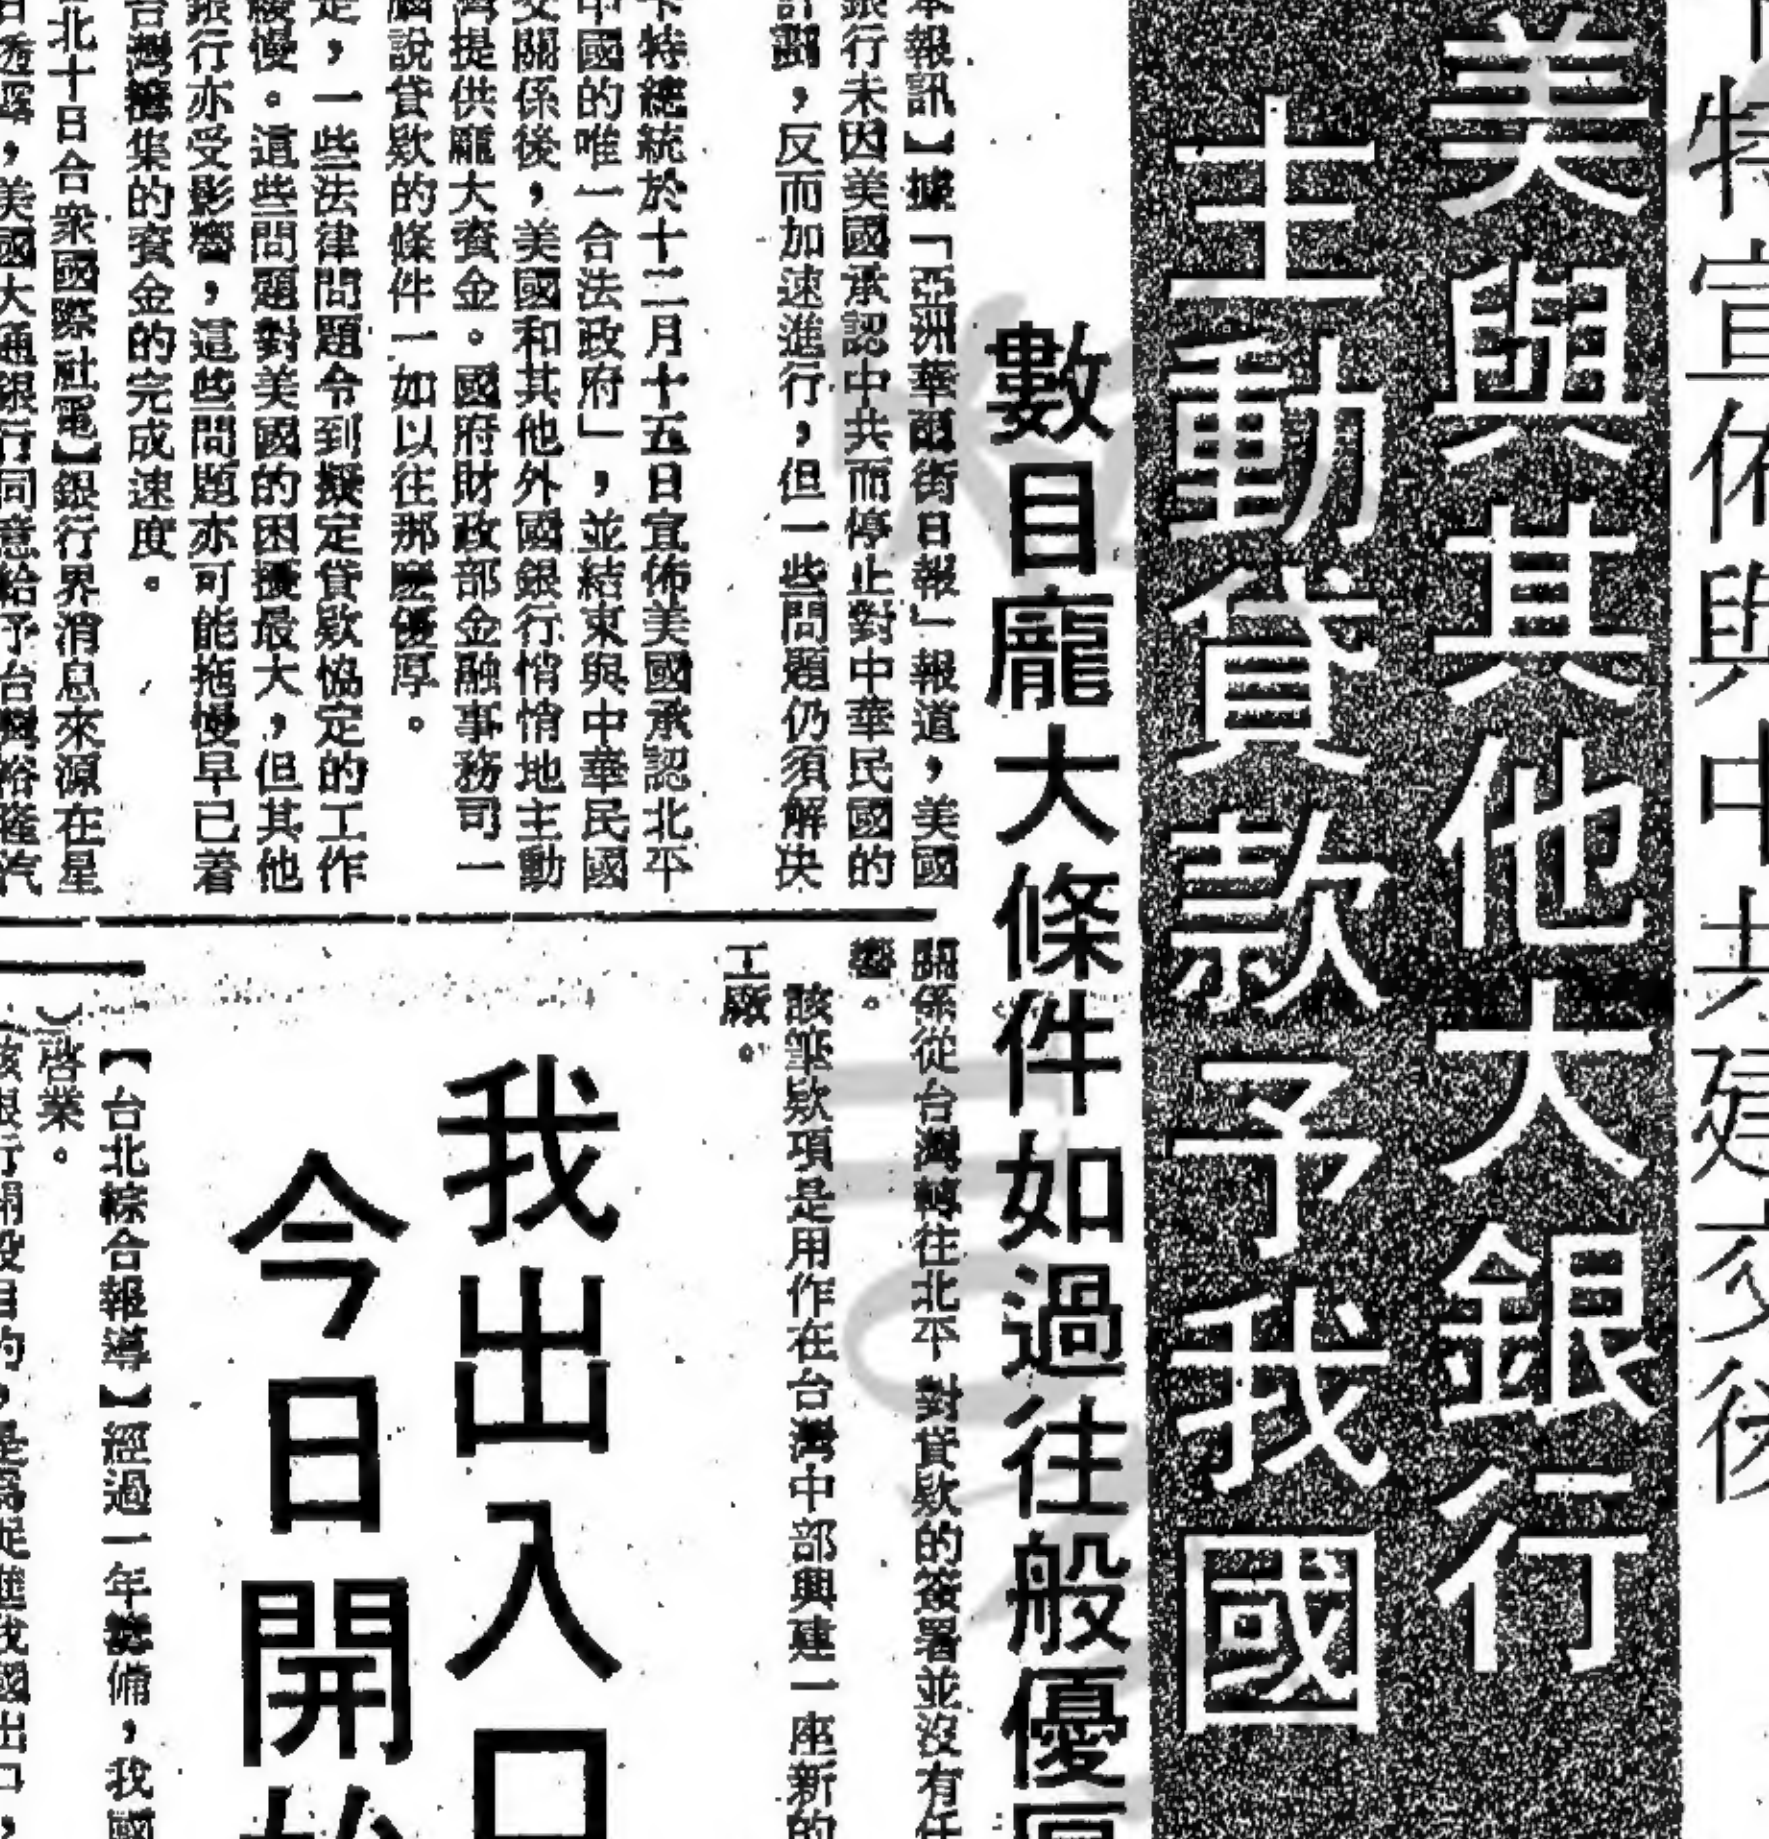 特宣佈與中共建交後
美與其他大銀行
主動貸款予我國
數目龐大條件如過往般優厚
本報訊】據「亞洲華爾街日報」報道，美國
銀行未因美國承認中共而停止對中華民國的
計劃，反而加速進行，但一些問題仍須解決
卡特總統於十二月十五日宣佈美國承認北平
中國的唯一合法政府」，並結束與中華民國
交關係後，美國和其他外國銀行悄悄地主動
灣提供龐大資金。國府財政部金融事務司一
腦說貸款的條件一如以往那麼優厚。
是，一些法律問題令到擬定貸款協定的工作
緩慢。這些問題對美國的困擾最大，但其他
銀行亦受影響，這些問題亦可能拖慢早已着
台灣籌集的資金的完成速度。
北十日合衆國際社電】銀行界消息來源在星
日透露，美國大通銀行同意給予台灣裕隆汽
關係從台灣轉往北平對貸款的簽署並沒有任
響。
該筆款項是用作在台灣中部興建一座新的
工廠。
我出入口
今日開始
【台北綜合報導】經過一年籌備，我國
）啓業。
該銀行開設目的，是爲促進我國出口，